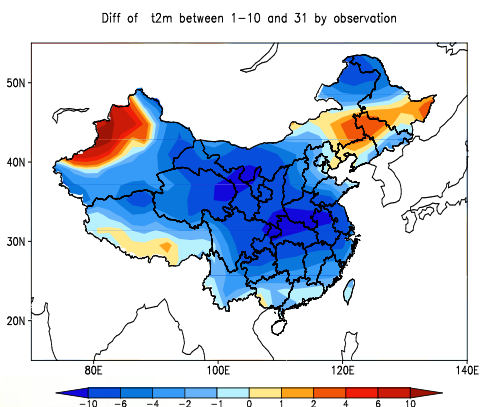 Diff of t2m between 1-10 and 31 by observation
50N
40N
30N
20N
80E 100E 120E 140E
-10 -6 -4 -2 -1 0 1 2 4 6 10